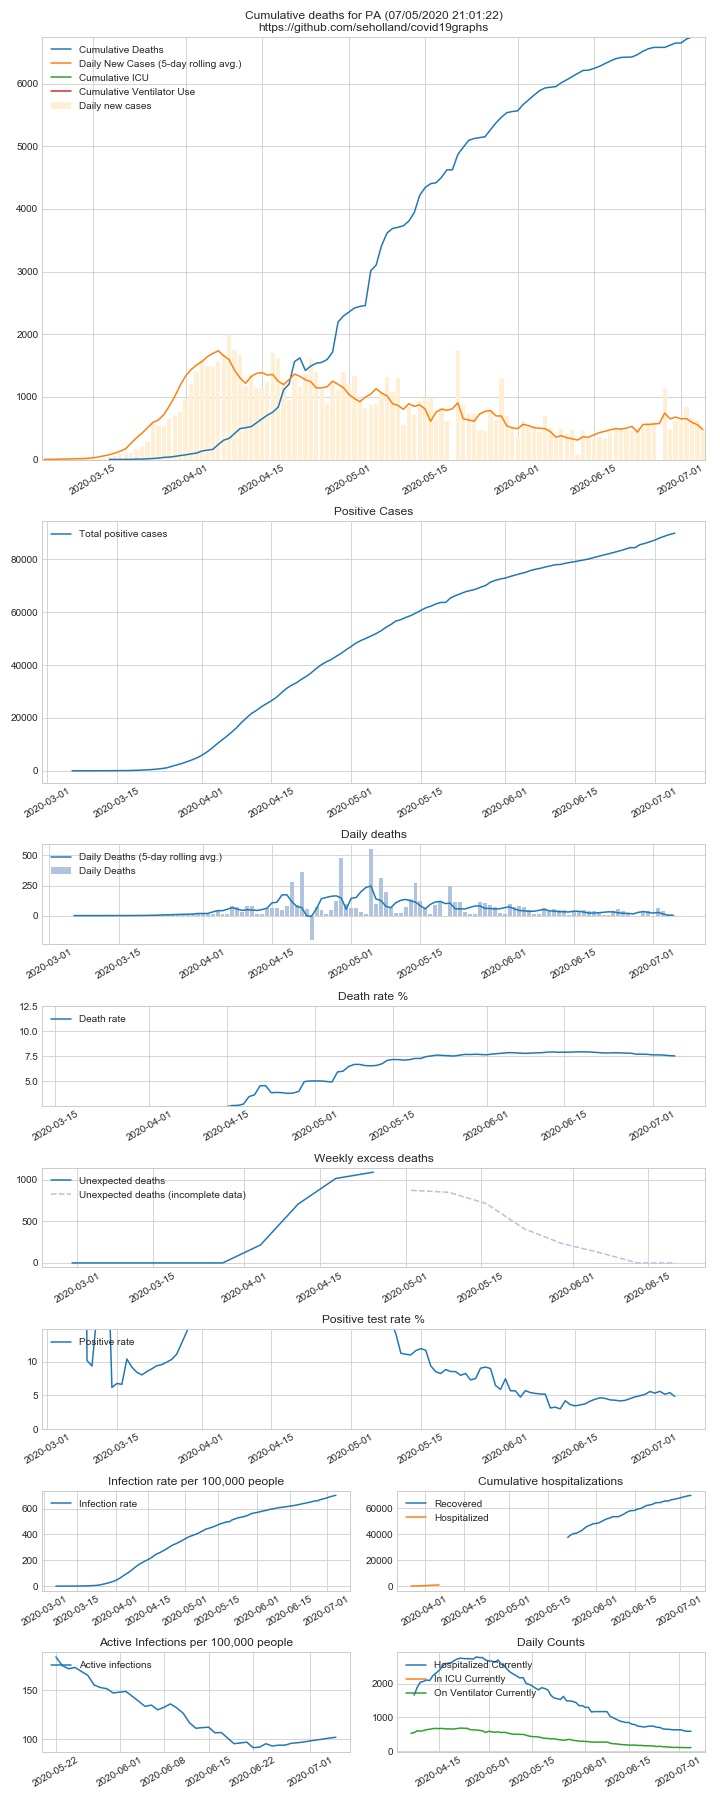 Cumulative deaths for PA (07/05/2020 21:01:22)
https://github.com/seholland/covid19graphs
Cumulative Deaths
Daily New Cases (5-day rolling avg.)
Cumulative ICU
Cumulative Ventilator Use
Daily new cases
6000
5000
4000
3000
2000
1000
0
2020-03-15 2020-04-01 2020-04-15 2020-05-01 2020-05-15 2020-06-01 2020-06-15 2020-07-01
Positive Cases
Total positive cases
80000
60000
40000
20000
0
2020-03-01 2020-03-15 2020-04-01 2020-04-15 2020-05-01 2020-05-15 2020-06-01 2020-06-15 2020-07-01
Daily deaths
Daily Deaths (5-day rolling avg.)
Daily Deaths
500
250
0
2020-03-01 2020-03-15 2020-04-01 2020-04-15 2020-05-01 2020-05-15 2020-06-01 2020-06-15 2020-07-01
Death rate %
Death rate
12.5
10.0
7.5
5.0
2020-03-15 2020-04-01 2020-04-15 2020-05-01 2020-05-15 2020-06-01 2020-06-15 2020-07-01
Weekly excess deaths
Unexpected deaths
Unexpected deaths (incomplete data)
1000
500
0
2020-03-01 2020-03-15 2020-04-01 2020-04-15 2020-05-01 2020-05-15 2020-06-01 2020-06-15
Positive test rate %
Positive rate
10
5
0
2020-03-01 2020-03-15 2020-04-01 2020-04-15 2020-05-01 2020-05-15 2020-06-01 2020-06-15 2020-07-01
Infection rate per 100,000 people
Infection rate
600
400
200
0
2020-03-01 2020-03-15 2020-04-01 2020-04-15 2020-05-01 2020-05-15 2020-06-01 2020-06-15 2020-07-01
Cumulative hospitalizations
Recovered
Hospitalized
60000
40000
20000
0
2020-04-01 2020-04-15 2020-05-01 2020-05-15 2020-06-01 2020-06-15 2020-07-01
Active Infections per 100,000 people
Active infections
150
100
2020-05-22 2020-06-01 2020-06-08 2020-06-15 2020-06-22 2020-07-01
Daily Counts
Hospitalized Currently
In ICU Currently
On Ventilator Currently
2000
1000
0
2020-04-15 2020-05-01 2020-05-15 2020-06-01 2020-06-15 2020-07-01